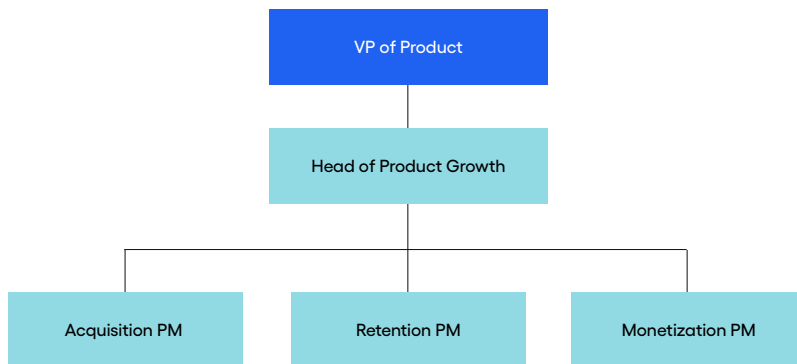 VP of Product
Head of Product Growth
Acquisition PM
Retention PM
Monetization PM